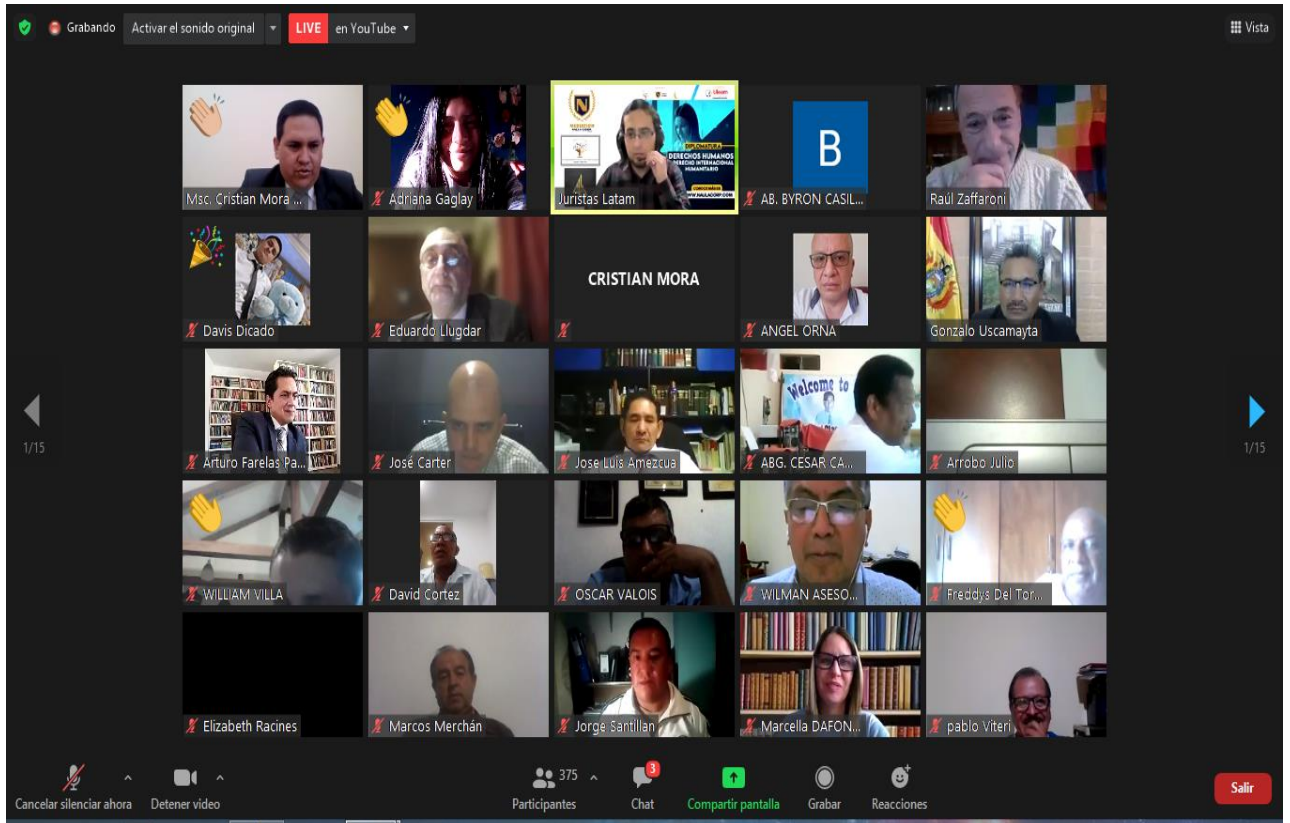 Grabando
Activar el sonido original
LIVE
en YouTube
Vista
Msc. Cristian Mora ...
Adriana Gaglay
DIPLOMATURA
DERECHOS HUMANOS
DERECHO INTERNACIONAL
HUMANITARIO
Juristas Latam
B
AB. BYRON CASIL...
Raúl Zaffaroni
Davis Dicado
Eduardo Llugdar
CRISTIAN MORA
ANGEL ORNA
Gonzalo Uscamayta
1/15
Arturo Farelas Pa...
José Carter
Jose Luis Amezcua
Welcome to
ABG. CESAR CA...
Arrobo Julio
1/15
WILLIAM VILLA
David Cortez
OSCAR VALOIS
WILMAN ASESO...
Freddys Del Tor...
Elizabeth Racines
Marcos Merchán
Jorge Santillan
Marcella DAFON...
pablo Viteri
Cancelar silenciar ahora
Detener video
375
Participantes
3
Chat
Compartir pantalla
Grabar
Reacciones
Salir